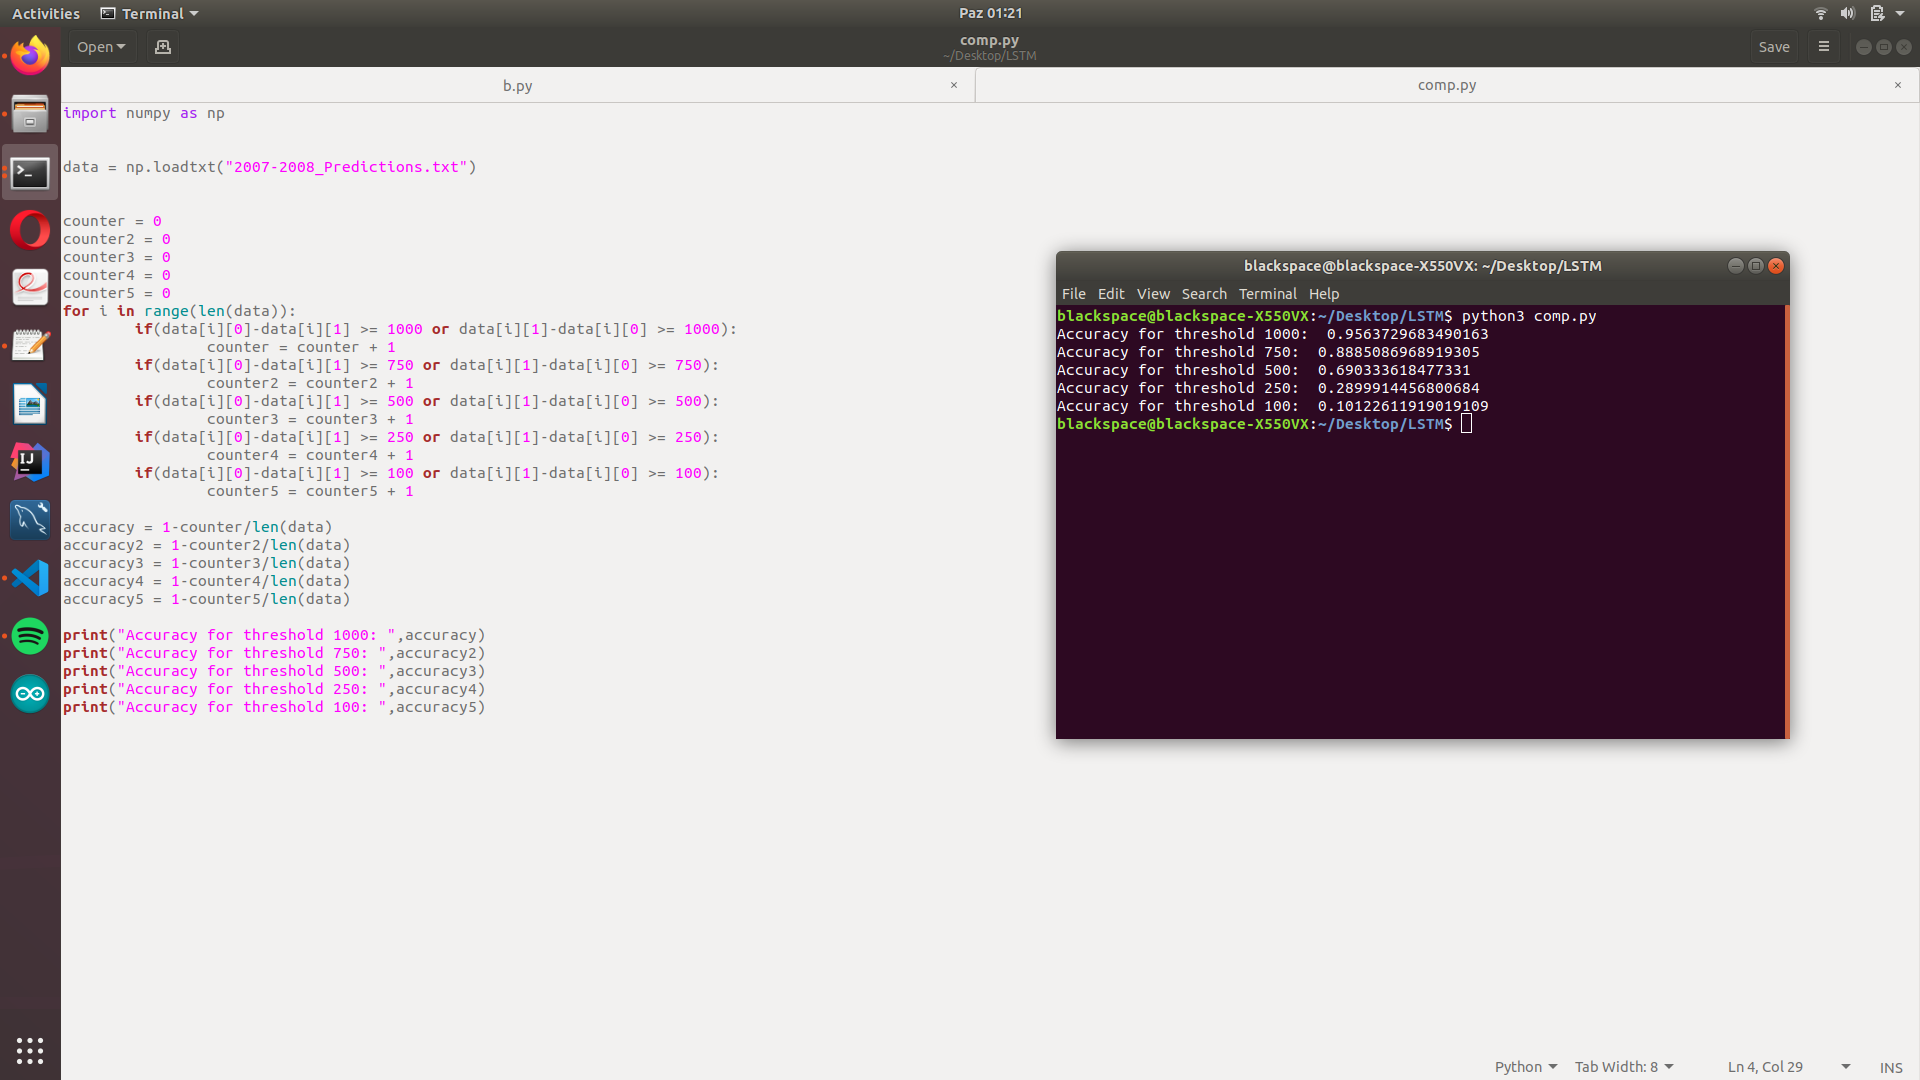 Activities Terminal Paz 01:21
Open comp.py Save
~/Desktop/LSTM
b.py × comp.py ×
import numpy as np
data = np.loadtxt("2007-2008_Predictions.txt")
counter = 0
counter2 = 0
counter3 = 0
counter4 = 0
counter5 = 0
for i in range(len(data)):
        if(data[i][0]-data[i][1] >= 1000 or data[i][1]-data[i][0] >= 1000):
                counter = counter + 1
        if(data[i][0]-data[i][1] >= 750 or data[i][1]-data[i][0] >= 750):
                counter2 = counter2 + 1
        if(data[i][0]-data[i][1] >= 500 or data[i][1]-data[i][0] >= 500):
                counter3 = counter3 + 1
        if(data[i][0]-data[i][1] >= 250 or data[i][1]-data[i][0] >= 250):
                counter4 = counter4 + 1
        if(data[i][0]-data[i][1] >= 100 or data[i][1]-data[i][0] >= 100):
                counter5 = counter5 + 1
accuracy = 1-counter/len(data)
accuracy2 = 1-counter2/len(data)
accuracy3 = 1-counter3/len(data)
accuracy4 = 1-counter4/len(data)
accuracy5 = 1-counter5/len(data)
print("Accuracy for threshold 1000: ",accuracy)
print("Accuracy for threshold 750: ",accuracy2)
print("Accuracy for threshold 500: ",accuracy3)
print("Accuracy for threshold 250: ",accuracy4)
print("Accuracy for threshold 100: ",accuracy5)
blackspace@blackspace-X550VX: ~/Desktop/LSTM
File Edit View Search Terminal Help
blackspace@blackspace-X550VX:~/Desktop/LSTM$ python3 comp.py
Accuracy for threshold 1000:  0.9563729683490163
Accuracy for threshold 750:  0.8885086968919305
Accuracy for threshold 500:  0.690333618477331
Accuracy for threshold 250:  0.2899914456800684
Accuracy for threshold 100:  0.10122611919019109
blackspace@blackspace-X550VX:~/Desktop/LSTM$
IJ
Python Tab Width: 8 Ln 4, Col 29 INS